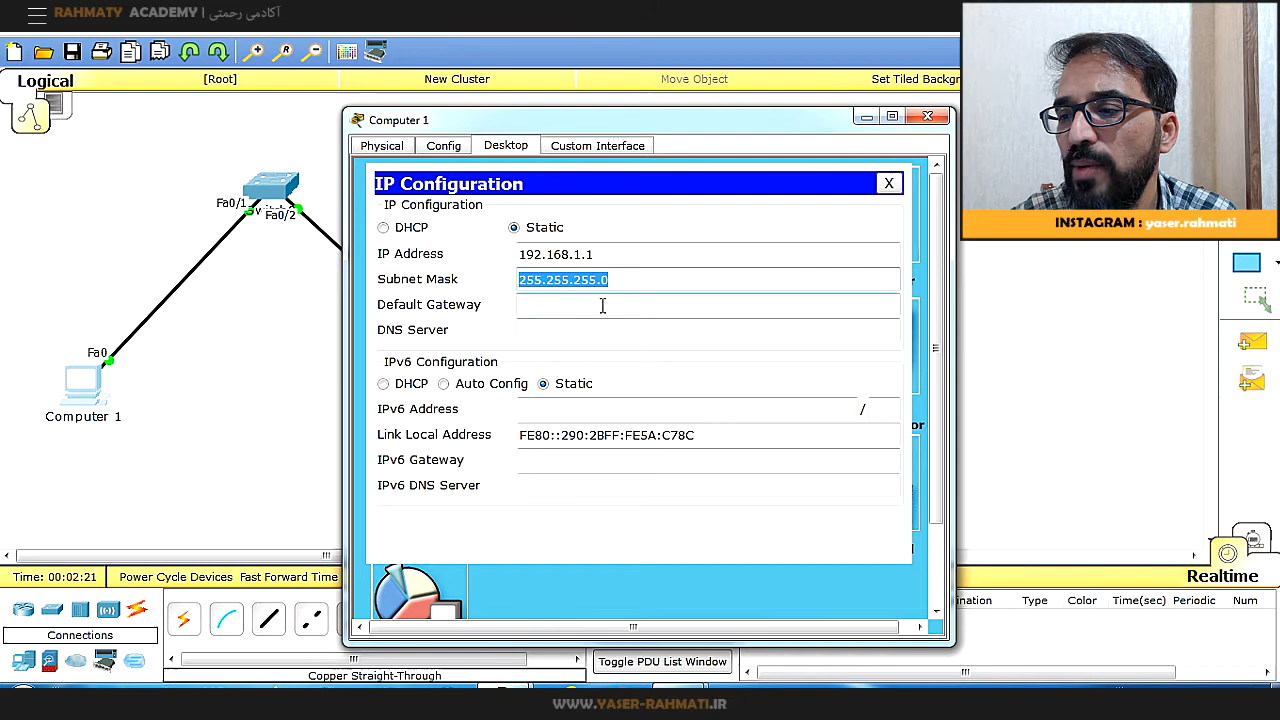 RAHMATY ACADEMY | آکادمی رحمتی
Logical
[Root]
New Cluster
Move Object
Set Tiled Backgr
Computer 1
Physical
Config
Desktop
Custom Interface
IP Configuration
X
IP Configuration
DHCP
Static
IP Address
192.168.1.1
Subnet Mask
255.255.255.0
Default Gateway
DNS Server
IPv6 Configuration
DHCP
Auto Config
Static
IPv6 Address
/
Link Local Address
FE80::290:2BFF:FE5A:C78C
IPv6 Gateway
IPv6 DNS Server
Fa0/1
Fa0/2
Fa0
Computer 1
or
INSTAGRAM : yaser.rahmati
Time: 00:02:21
Power Cycle Devices
Fast Forward Time
Realtime
Connections
Copper Straight-Through
Toggle PDU List Window
ination
Type
Color
Time(sec)
Periodic
Num
WWW.YASER-RAHMATI.IR